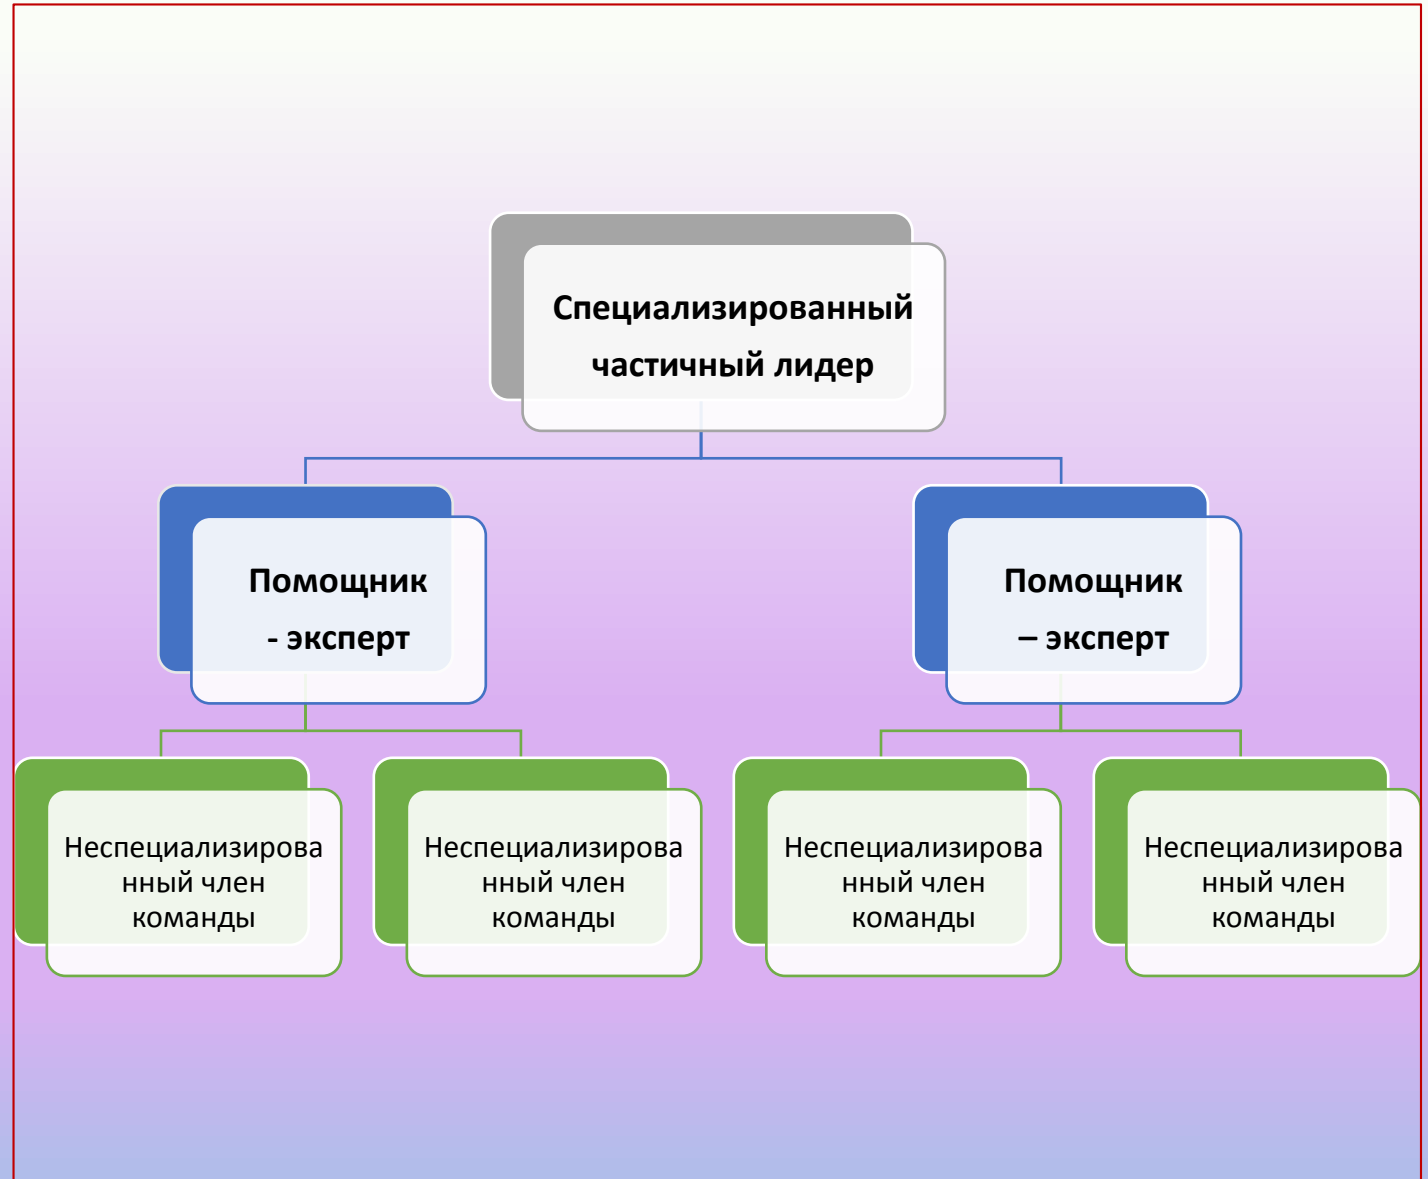 Специализированный
частичный лидер
Помощник
- эксперт
Помощник
– эксперт
Неспециализирова
нный член
команды
Неспециализирова
нный член
команды
Неспециализирова
нный член
команды
Неспециализирова
нный член
команды